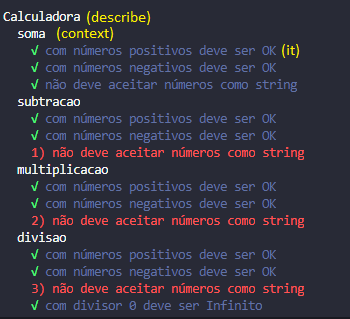 Calculadora (describe)
soma (context)
√ com números positivos deve ser OK (it)
√ com números negativos deve ser OK
√ não deve aceitar números como string
subtracao
√ com números positivos deve ser OK
√ com números negativos deve ser OK
1) não deve aceitar números como string
multiplicacao
√ com números positivos deve ser OK
√ com números negativos deve ser OK
2) não deve aceitar números como string
divisao
√ com números positivos deve ser OK
√ com números negativos deve ser OK
3) não deve aceitar números como string
√ com divisor 0 deve ser Infinito